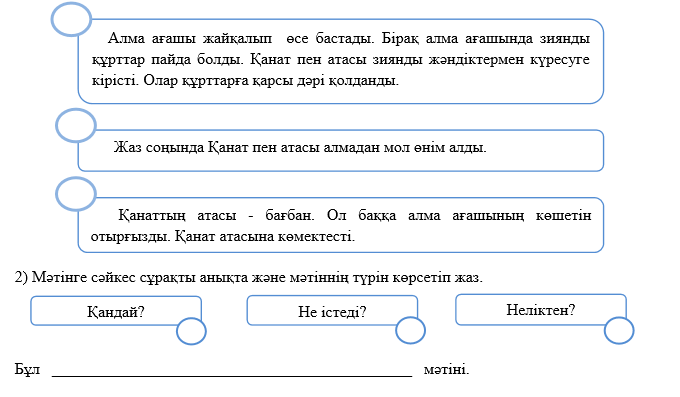 Алма ағашы жайқалып өсе бастады. Бірақ алма ағашында зиянды
құрттар пайда болды. Қанат пен атасы зиянды жәндіктермен күресуге
кірісті. Олар құрттарға қарсы дәрі қолданды.
Жаз соңында Қанат пен атасы алмадан мол өнім алды.
Қанаттың атасы - бағбан. Ол баққа алма ағашының көшетін
отырғызды. Қанат атасына көмектесті.
2) Мәтінге сәйкес сұрақты анықта және мәтіннің түрін көрсетіп жаз.
Қандай? Не істеді? Неліктен?
Бұл ______________________________________________ мәтіні.